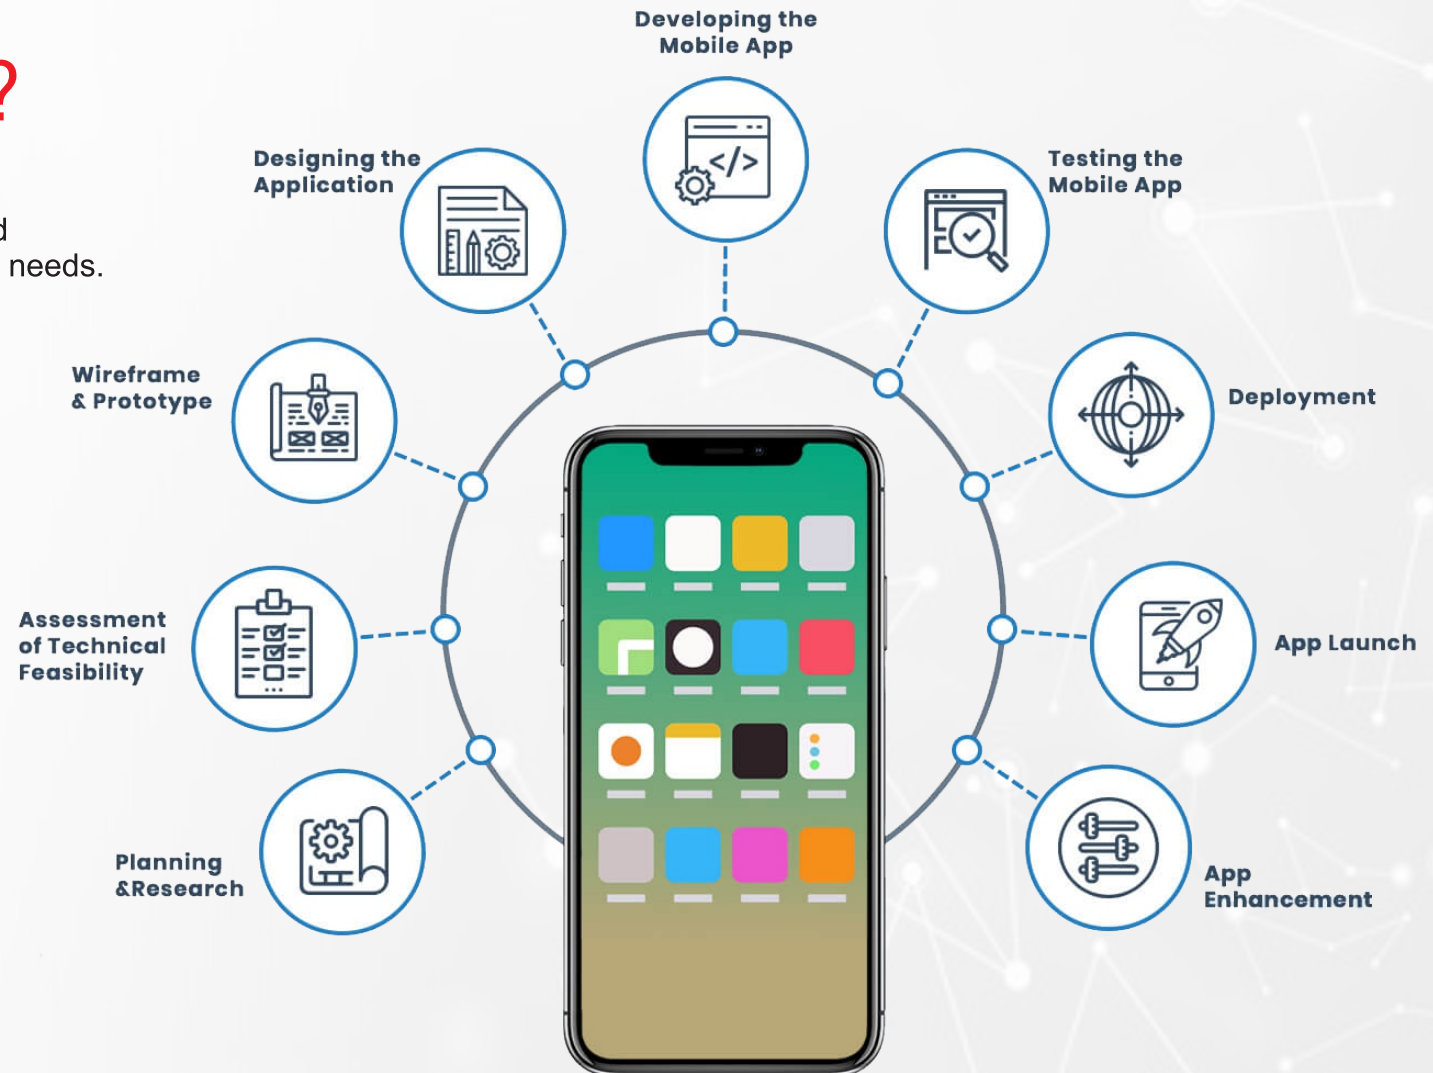 ?
d
needs.
Developing the
Mobile App
Designing the
Application
Testing the
Mobile App
Wireframe
& Prototype
Deployment
Assessment
of Technical
Feasibility
App Launch
Planning
&Research
App
Enhancement